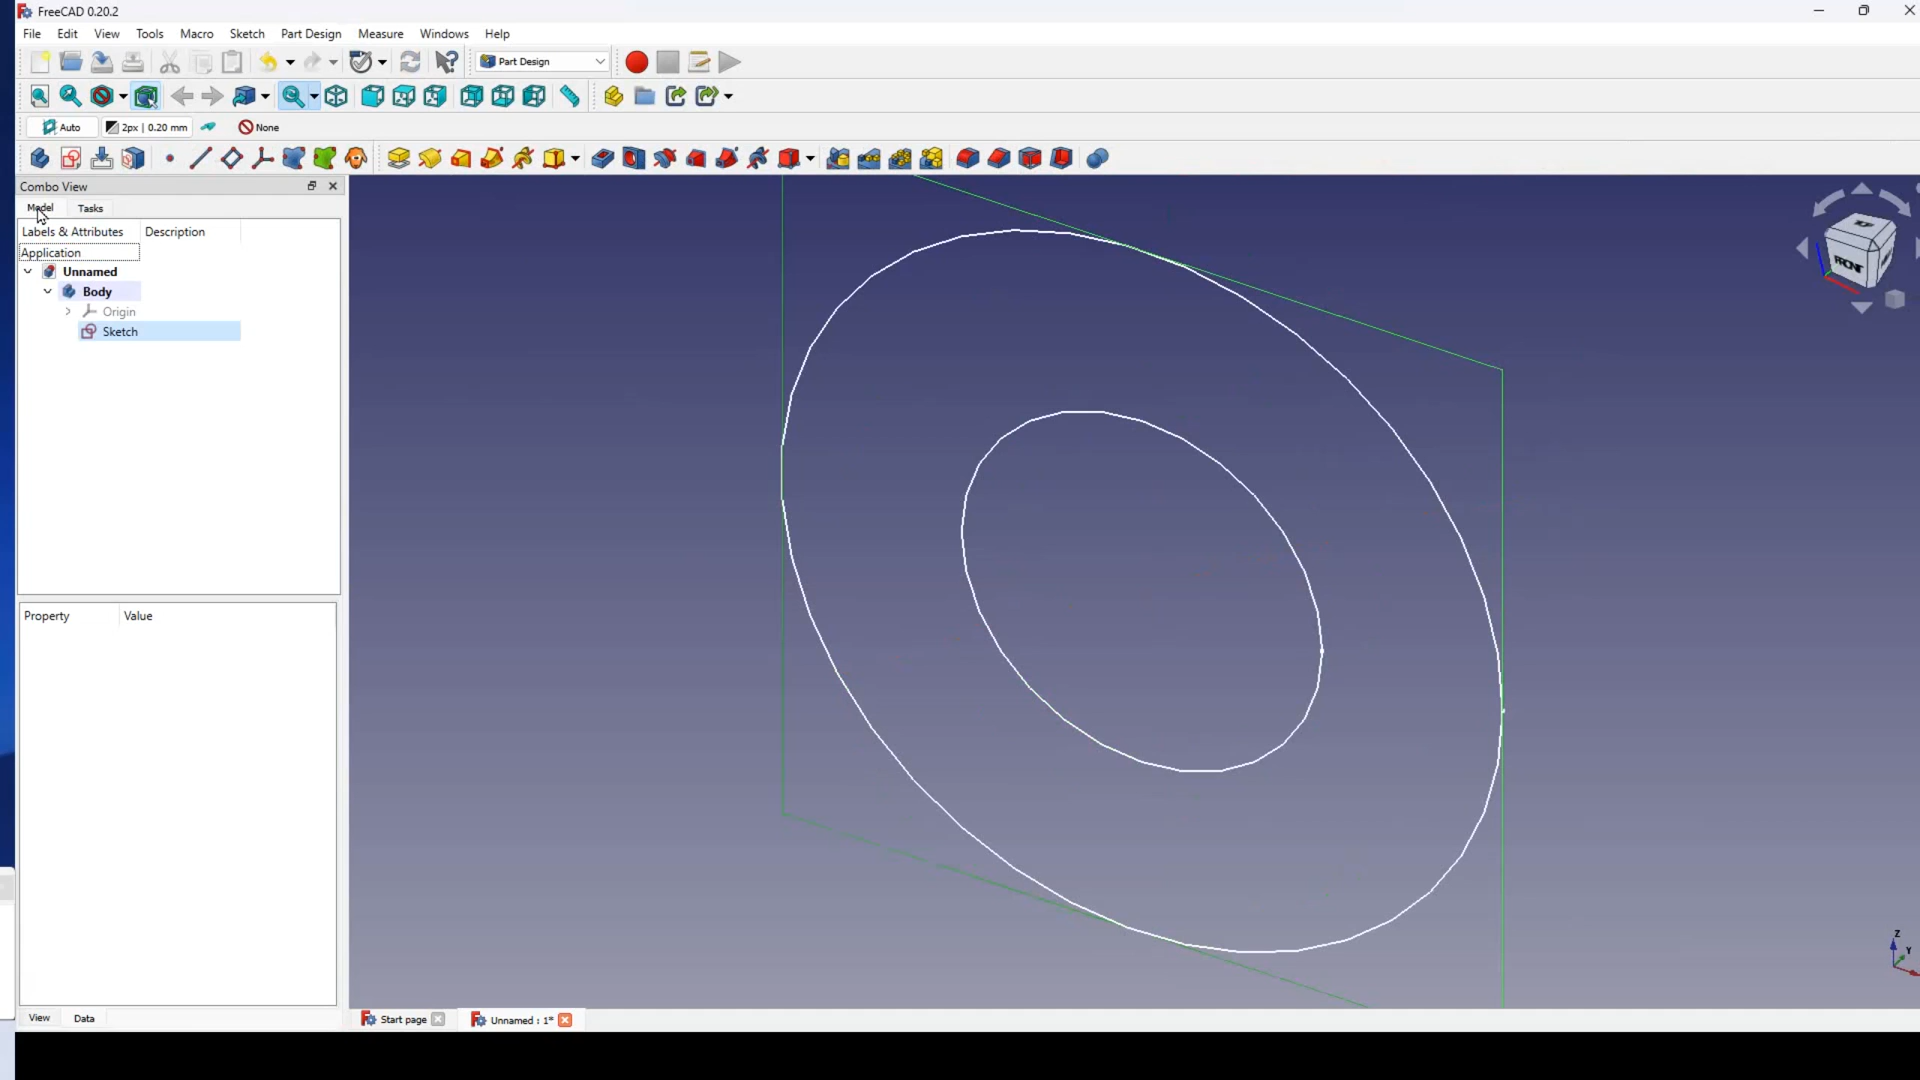 FreeCAD 0.20.2
File Edit View Tools Macro Sketch Part Design Measure Windows Help
Part Design
Auto 2px | 0.20 mm None
Combo View
Model Tasks
Labels & Attributes Description
Application
Unnamed
Body
Origin
Sketch
Property Value
FRONT
Z
Y
View Data Start page Unnamed : 1*